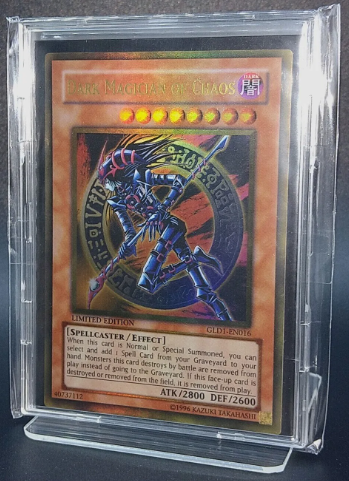 DARK MAGICIAN OF CHAOS
闇
LIMITED EDITION
GLD1-EN016
[SPELLCASTER / EFFECT]
When this card is Normal or Special Summoned, you can
select and add 1 Spell Card from your Graveyard to your
hand. Monsters this card destroys by battle are removed from
play instead of going to the Graveyard. If this face-up card is
destroyed or removed from the field, it is removed from play.
ATK/2800 DEF/2600
40737112
©1996 KAZUKI TAKAHASHI